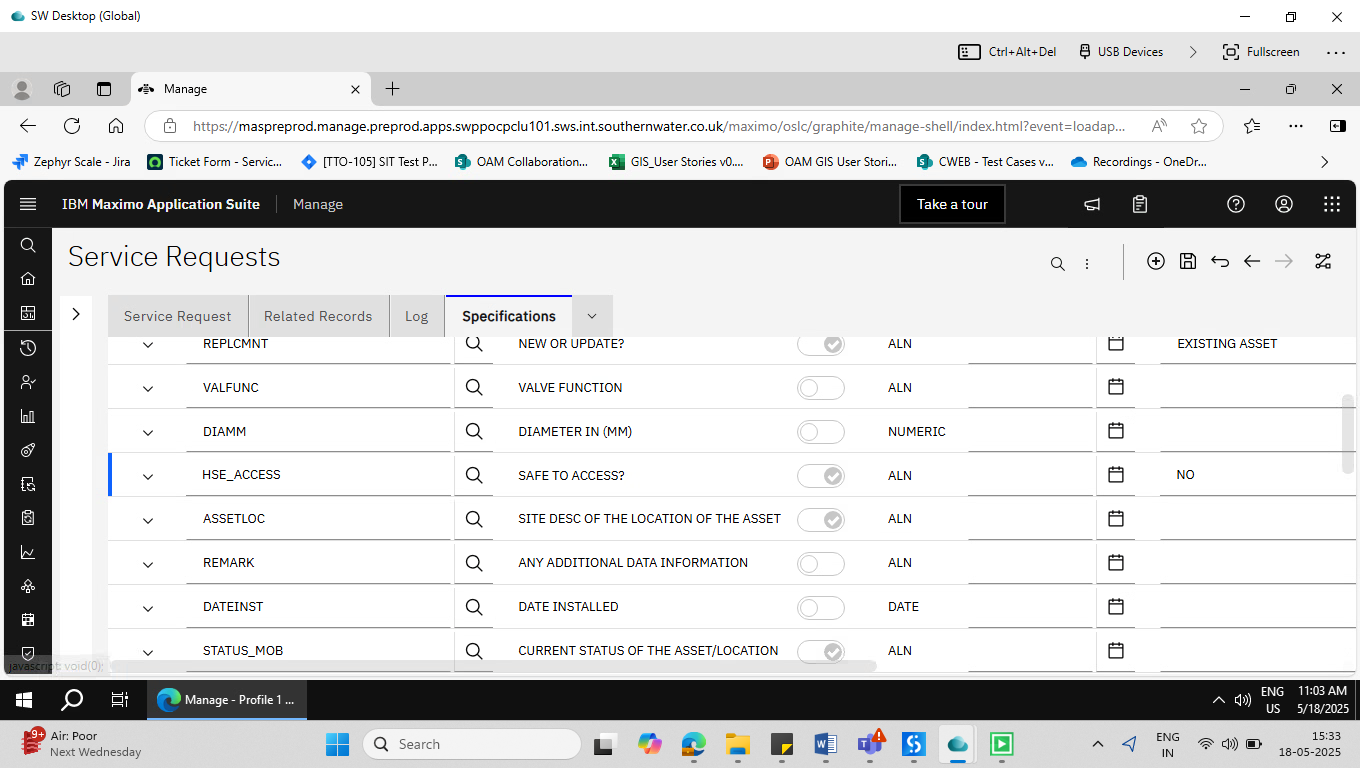 SW Desktop (Global)
Ctrl+Alt+Del
USB Devices
Fullscreen
Manage
https://maspreprod.manage.preprod.apps.swppocpclu101.sws.int.southernwater.co.uk/maximo/oslc/graphite/manage-shell/index.html?event=loadap...
Zephyr Scale - Jira
Ticket Form - Servic...
[TTO-105] SIT Test P...
OAM Collaboration...
GIS_User Stories v0....
OAM GIS User Stori...
CWEB - Test Cases v...
Recordings - OneDr...
IBM Maximo Application Suite
Manage
Take a tour
Service Requests
Service Request
Related Records
Log
Specifications
REPLCMNT NEW OR UPDATE? ALN EXISTING ASSET
VALFUNC VALVE FUNCTION ALN
DIAMM DIAMETER IN (MM) NUMERIC
HSE_ACCESS SAFE TO ACCESS? ALN NO
ASSETLOC SITE DESC OF THE LOCATION OF THE ASSET ALN
REMARK ANY ADDITIONAL DATA INFORMATION ALN
DATEINST DATE INSTALLED DATE
STATUS_MOB CURRENT STATUS OF THE ASSET/LOCATION ALN
javascript: void(0);
Manage - Profile 1 ...
ENG
US
11:03 AM
5/18/2025
9+
Air: Poor
Next Wednesday
Search
ENG
IN
15:33
18-05-2025